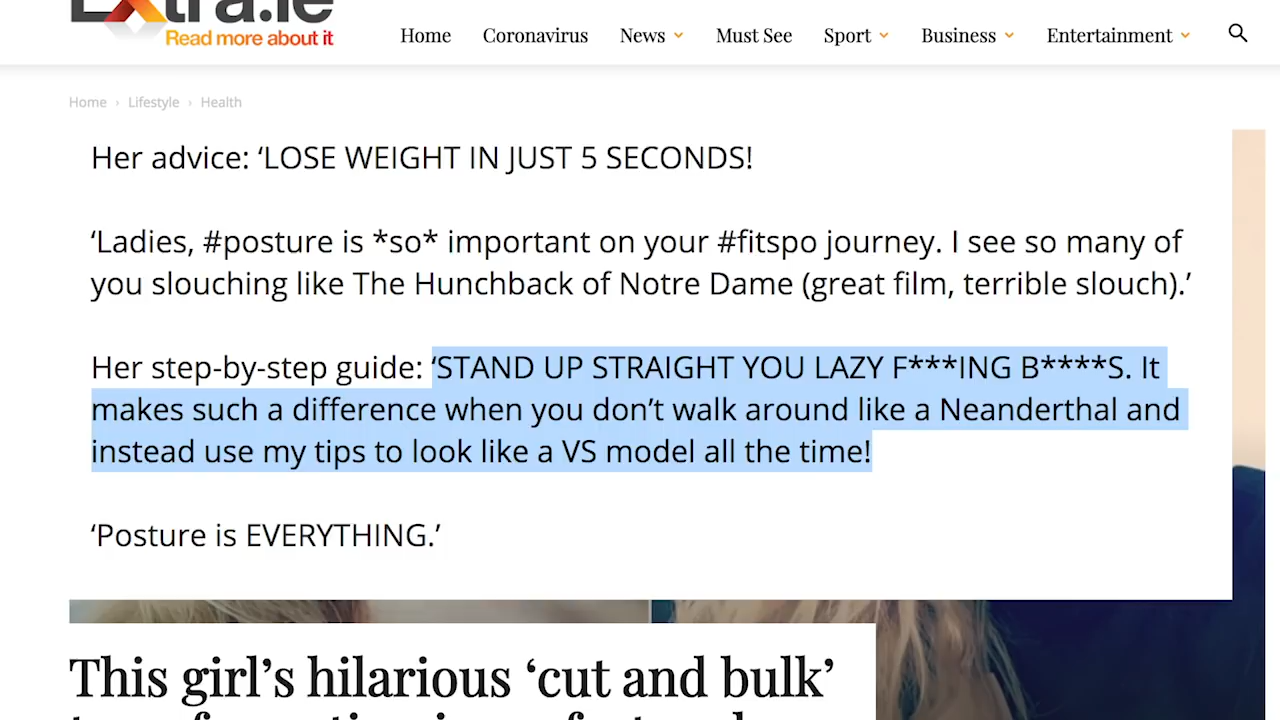 Extra.ie
Read more about it
Home Coronavirus News Must See Sport Business Entertainment
Home › Lifestyle › Health
Her advice: ‘LOSE WEIGHT IN JUST 5 SECONDS!
‘Ladies, #posture is *so* important on your #fitspo journey. I see so many of
you slouching like The Hunchback of Notre Dame (great film, terrible slouch).’
Her step-by-step guide: ‘STAND UP STRAIGHT YOU LAZY F***ING B****S. It
makes such a difference when you don’t walk around like a Neanderthal and
instead use my tips to look like a VS model all the time!
‘Posture is EVERYTHING.’
This girl’s hilarious ‘cut and bulk’